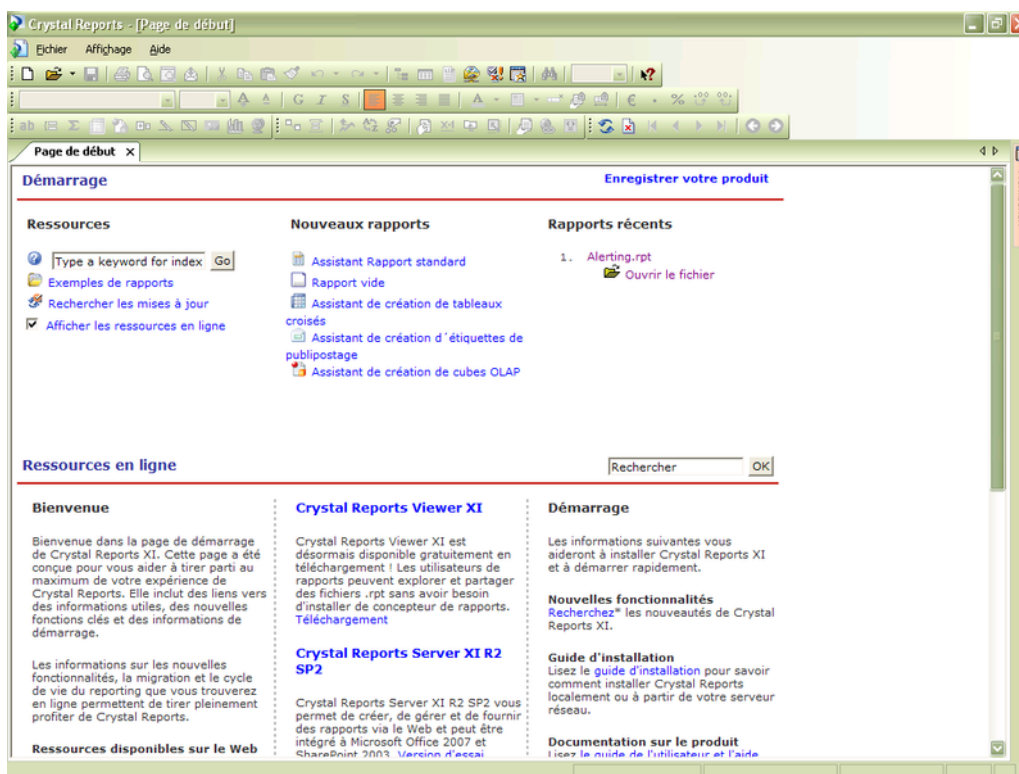 Crystal Reports - [Page de début]
Fichier Affichage Aide
G I S A € %
ab Σ
Page de début X
Démarrage
Enregistrer votre produit
Ressources
Type a keyword for index Go
Exemples de rapports
Rechercher les mises à jour
Afficher les ressources en ligne
Nouveaux rapports
Assistant Rapport standard
Rapport vide
Assistant de création de tableaux
croisés
Assistant de création d´étiquettes de
publipostage
Assistant de création de cubes OLAP
Rapports récents
1. Alerting.rpt
Ouvrir le fichier
Ressources en ligne
Rechercher OK
Bienvenue
Bienvenue dans la page de démarrage
de Crystal Reports XI. Cette page a été
conçue pour vous aider à tirer parti au
maximum de votre expérience de
Crystal Reports. Elle inclut des liens vers
des informations utiles, des nouvelles
fonctions clés et des informations de
démarrage.
Les informations sur les nouvelles
fonctionnalités, la migration et le cycle
de vie du reporting que vous trouverez
en ligne permettent de tirer pleinement
profiter de Crystal Reports.
Ressources disponibles sur le Web
Crystal Reports Viewer XI
Crystal Reports Viewer XI est
désormais disponible gratuitement en
téléchargement ! Les utilisateurs de
rapports peuvent explorer et partager
des fichiers .rpt sans avoir besoin
d'installer de concepteur de rapports.
Téléchargement
Crystal Reports Server XI R2
SP2
Crystal Reports Server XI R2 SP2 vous
permet de créer, de gérer et de fournir
des rapports via le Web et peut être
intégré à Microsoft Office 2007 et
SharePoint 2003. Version d'essai
Démarrage
Les informations suivantes vous
aideront à installer Crystal Reports XI
et à démarrer rapidement.
Nouvelles fonctionnalités
Recherchez* les nouveautés de Crystal
Reports XI.
Guide d'installation
Lisez le guide d'installation pour savoir
comment installer Crystal Reports
localement ou à partir de votre serveur
réseau.
Documentation sur le produit
Lisez le guide de l'utilisateur et l'aide